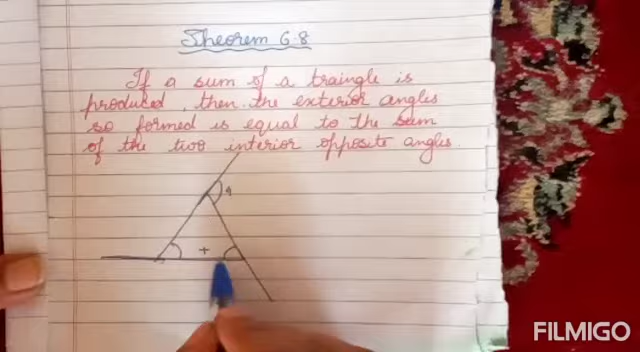 Theorem 6.8
If a sum of a traingle is
produced, then the exterior angles
so formed is equal to the sum
of the two interior opposite angles.
4
+
FILMIGO